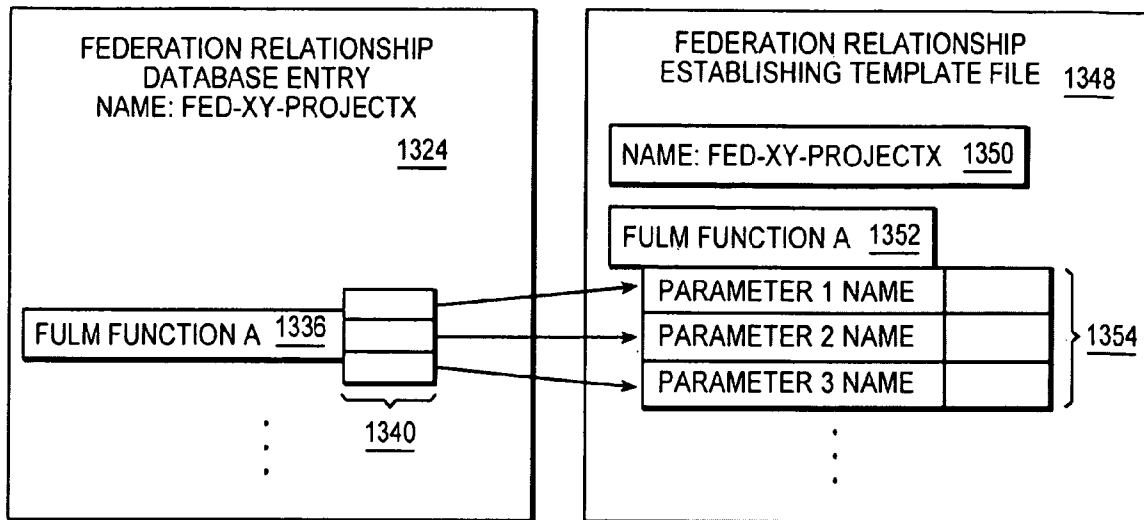 FEDERATION RELATIONSHIP
DATABASE ENTRY
NAME: FED-XY-PROJECTX
1324
FULM FUNCTION A 1336
1340
FEDERATION RELATIONSHIP
ESTABLISHING TEMPLATE FILE 1348
NAME: FED-XY-PROJECTX 1350
FULM FUNCTION A 1352
PARAMETER 1 NAME
PARAMETER 2 NAME
PARAMETER 3 NAME
1354